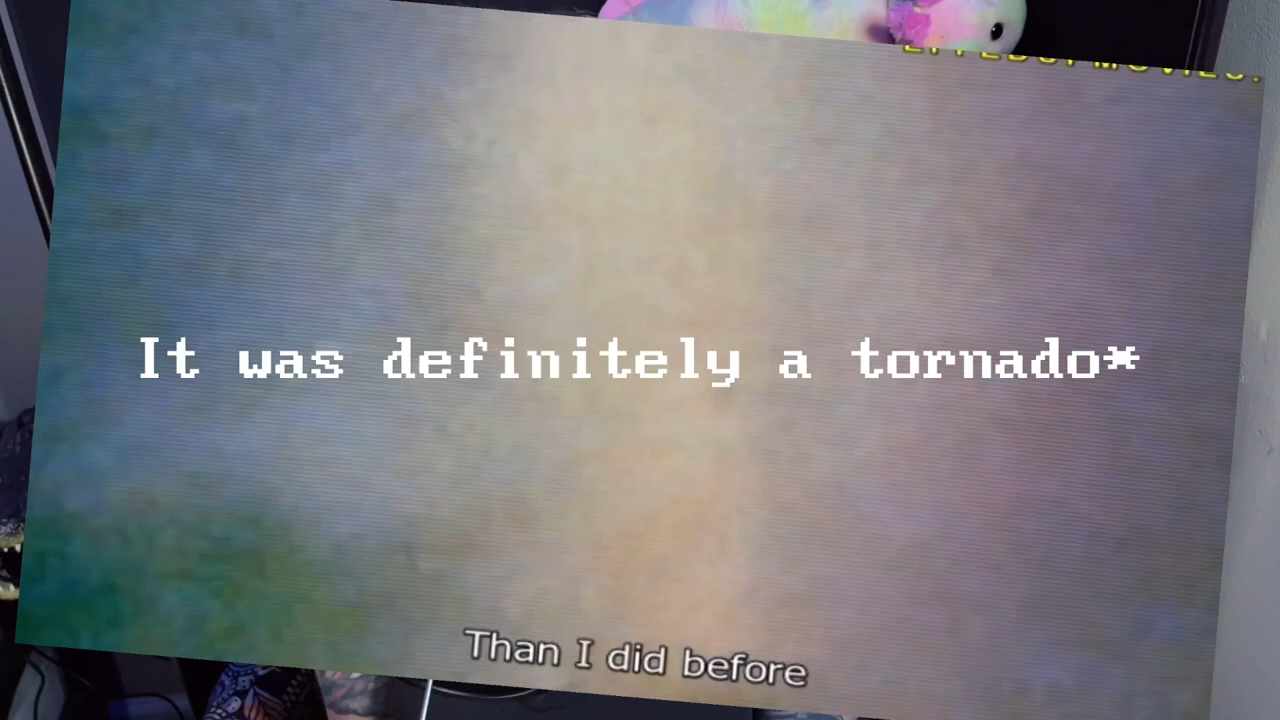 It was definitely a tornado*
Than I did before